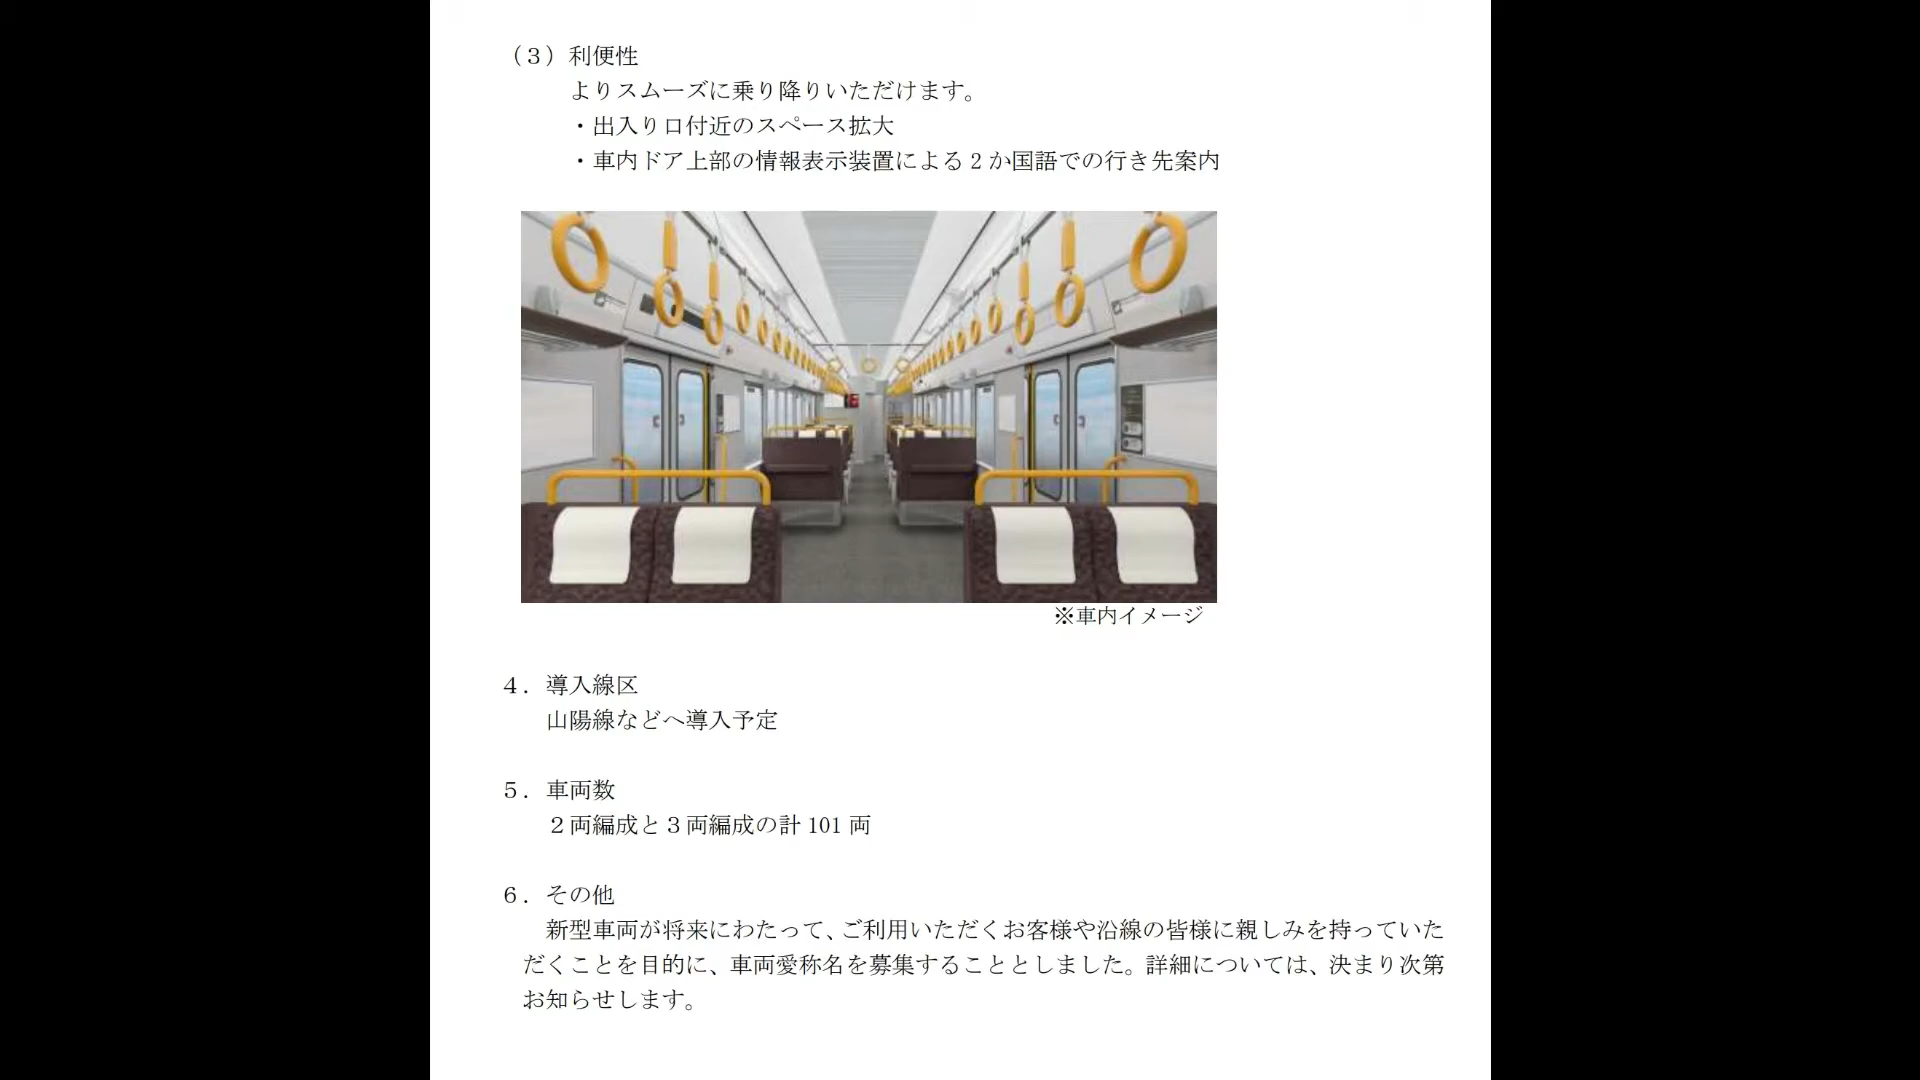 （３）利便性
よりスムーズに乗り降りいただけます。
・出入り口付近のスペース拡大
・車内ドア上部の情報表示装置による 2 か国語での行き先案内
※車内イメージ
４．導入線区
山陽線などへ導入予定
５．車両数
２両編成と３両編成の計 101 両
６．その他
新型車両が将来にわたって、ご利用いただくお客様や沿線の皆様に親しみを持っていた
だくことを目的に、車両愛称名を募集することとしました。詳細については、決まり次第
お知らせします。